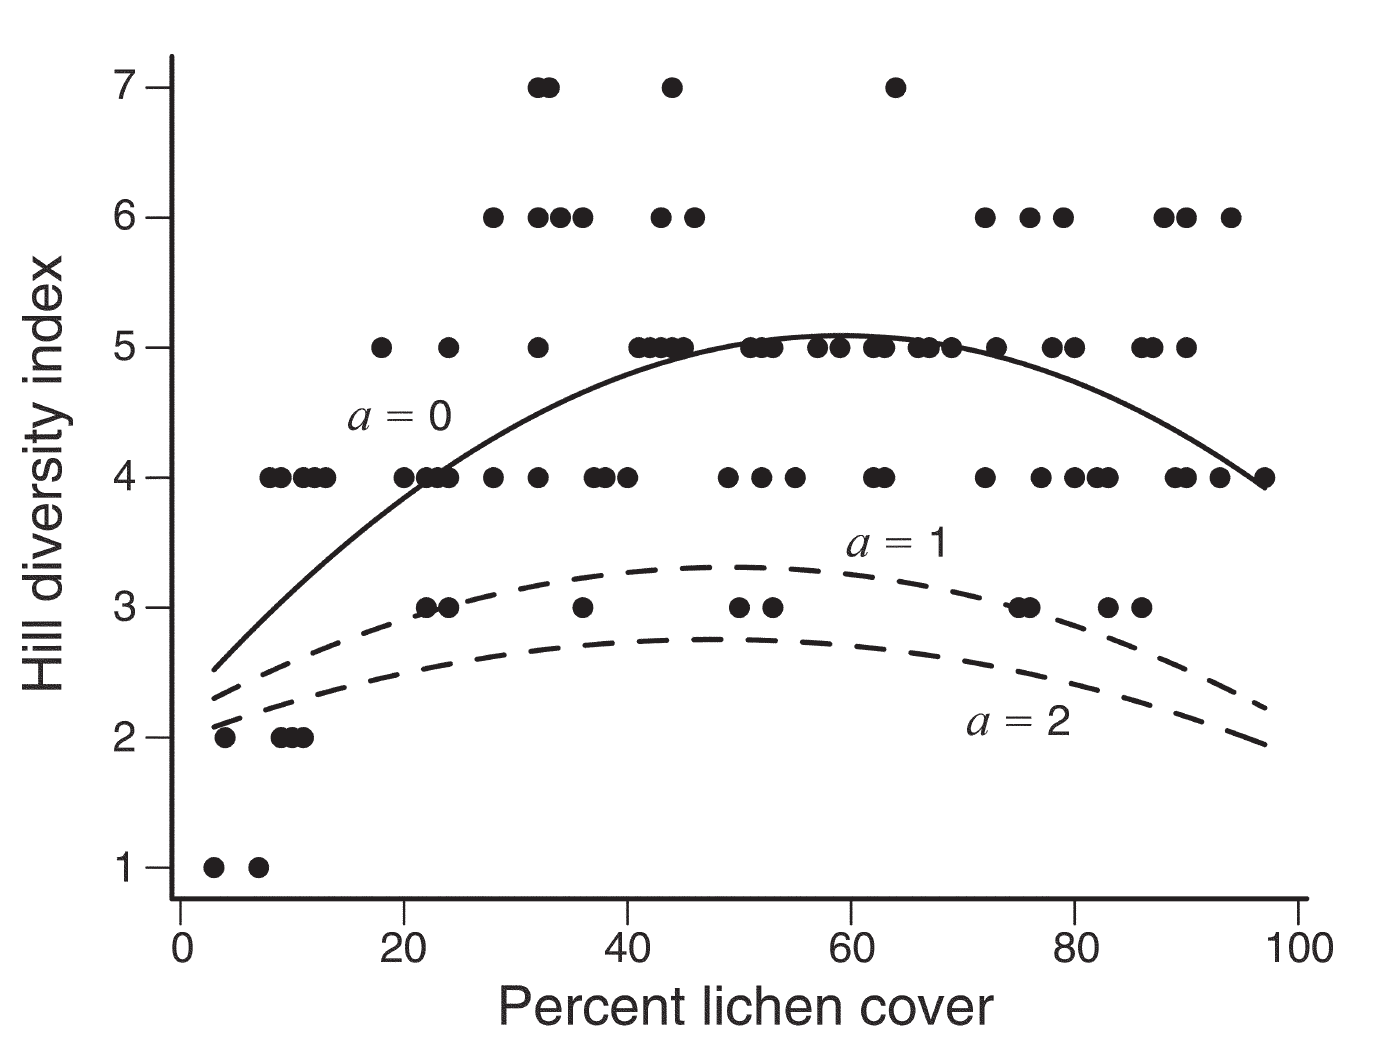 Hill diversity index
7
6
5
4
3
2
1
a = 0
a = 1
a = 2
0 20 40 60 80 100
Percent lichen cover